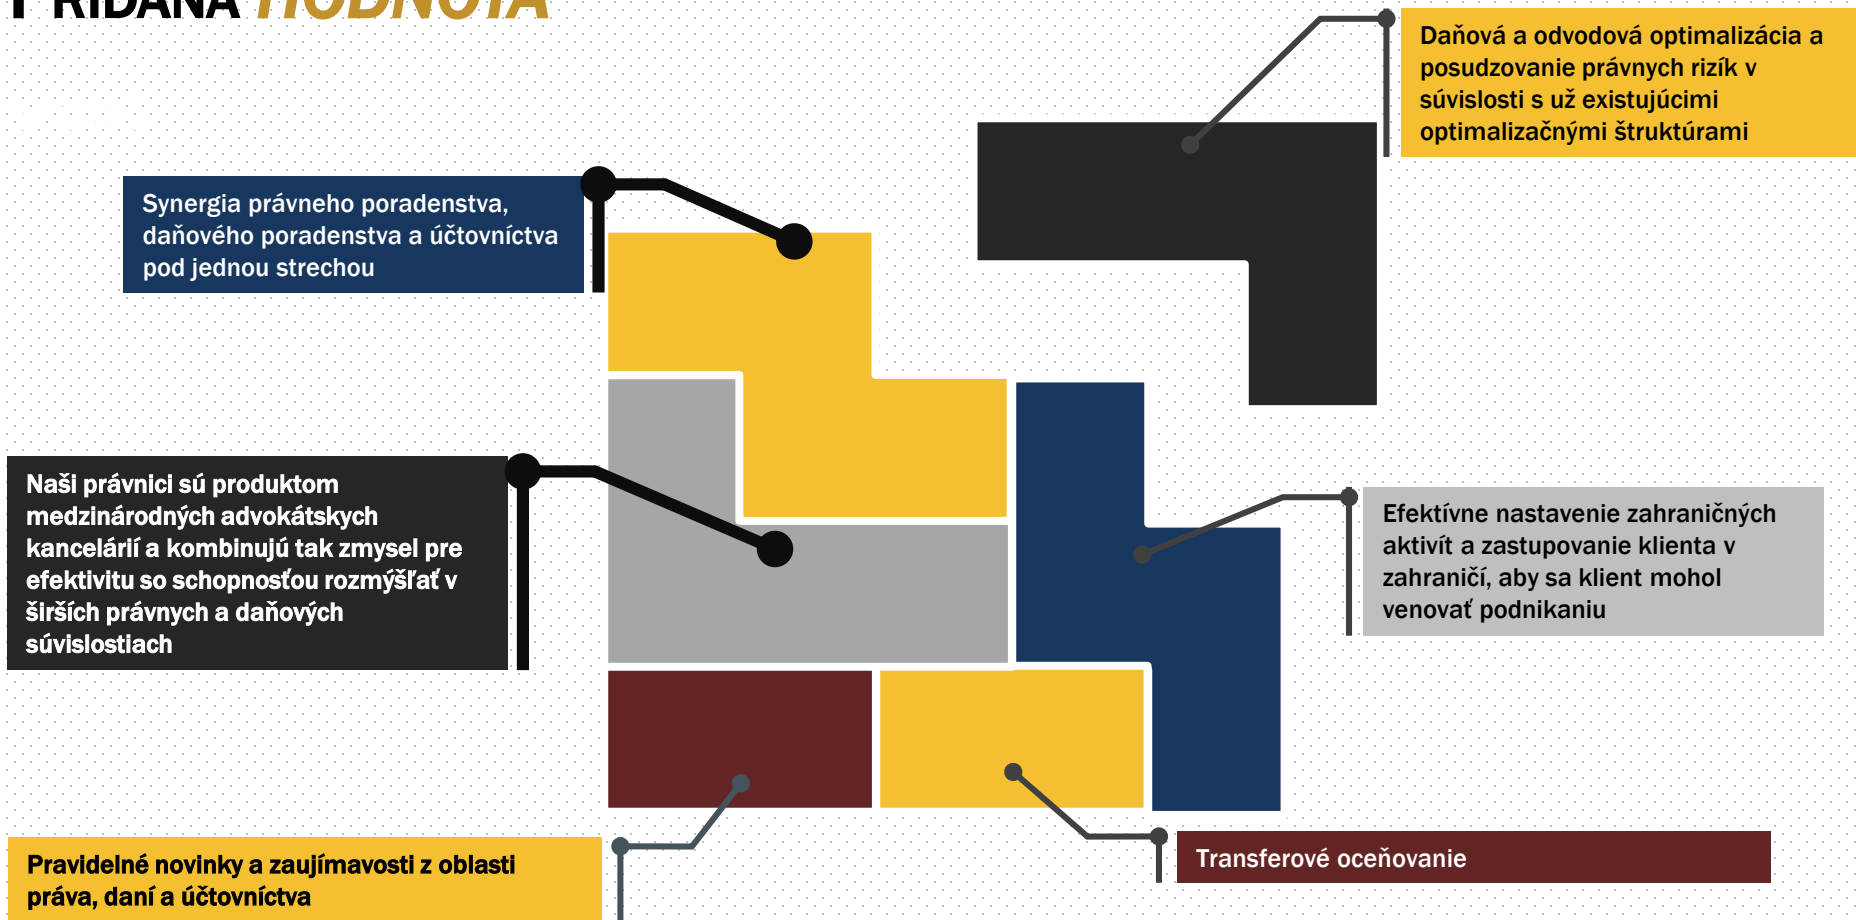 PRIDANÁ HODNOTA
Daňová a odvodová optimalizácia a
posudzovanie právnych rizík v
súvislosti s už existujúcimi
optimalizačnými štruktúrami
Synergia právneho poradenstva,
daňového poradenstva a účtovníctva
pod jednou strechou
Naši právnici sú produktom
medzinárodných advokátskych
kancelárií a kombinujú tak zmysel pre
efektivitu so schopnosťou rozmýšľať v
širších právnych a daňových
súvislostiach
Efektívne nastavenie zahraničných
aktivít a zastupovanie klienta v
zahraničí, aby sa klient mohol
venovať podnikaniu
Pravidelné novinky a zaujímavosti z oblasti
práva, daní a účtovníctva
Transferové oceňovanie